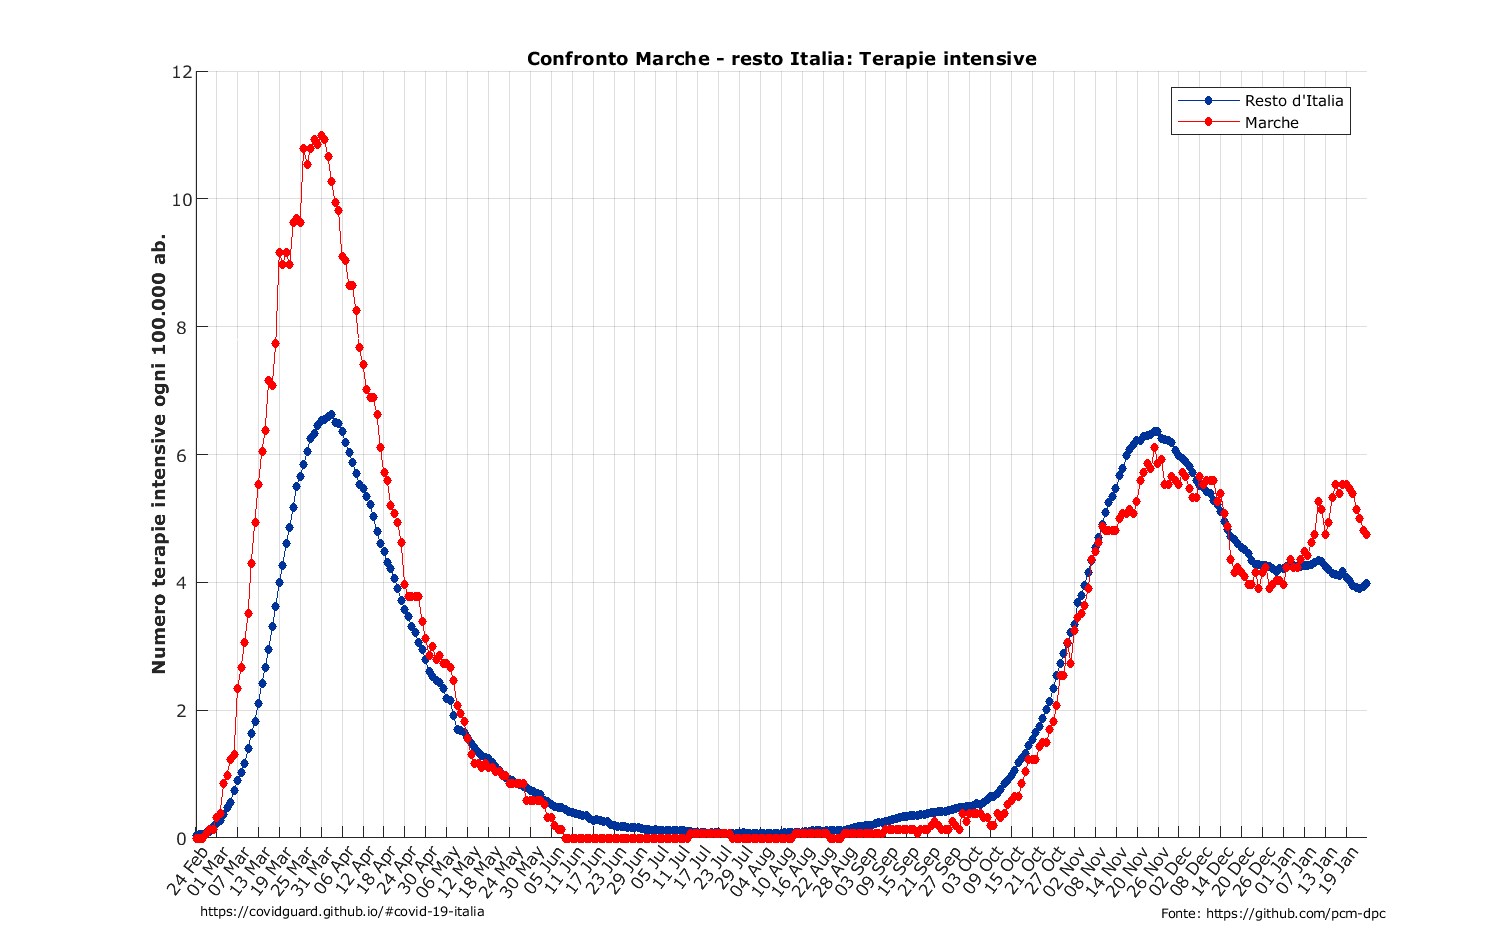 Confronto Marche - resto Italia: Terapie intensive
Resto d'Italia
Marche
Numero terapie intensive ogni 100.000 ab.
12
10
8
6
4
2
0
24 Feb
01 Mar
07 Mar
13 Mar
19 Mar
25 Mar
31 Mar
06 Apr
12 Apr
18 Apr
24 Apr
30 Apr
06 May
12 May
18 May
24 May
30 May
05 Jun
11 Jun
17 Jun
23 Jun
29 Jun
05 Jul
11 Jul
17 Jul
23 Jul
29 Jul
04 Aug
10 Aug
16 Aug
22 Aug
28 Aug
03 Sep
09 Sep
15 Sep
21 Sep
27 Sep
03 Oct
09 Oct
15 Oct
21 Oct
27 Oct
02 Nov
08 Nov
14 Nov
20 Nov
26 Nov
02 Dec
08 Dec
14 Dec
20 Dec
26 Dec
01 Jan
07 Jan
13 Jan
19 Jan
https://covidguard.github.io/#covid-19-italia
Fonte: https://github.com/pcm-dpc